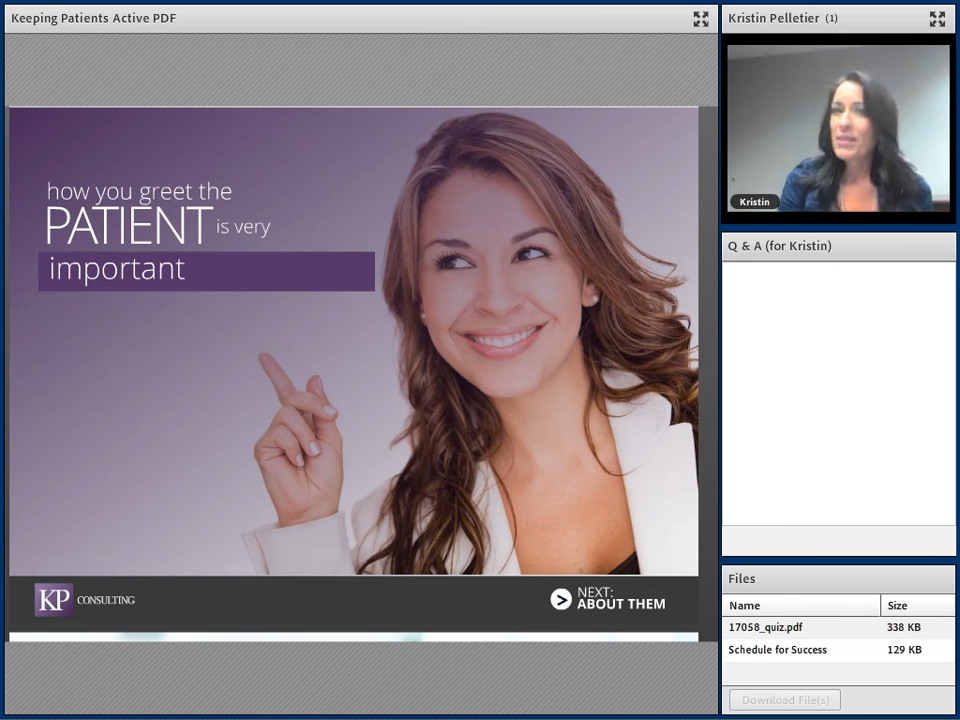 Keeping Patients Active PDF
how you greet the
PATIENT is very
important
KP CONSULTING
NEXT:
ABOUT THEM
Kristin Pelletier (1)
Kristin
Q & A (for Kristin)
Files
Name Size
17058_quiz.pdf 338 KB
Schedule for Success 129 KB
Download File(s)